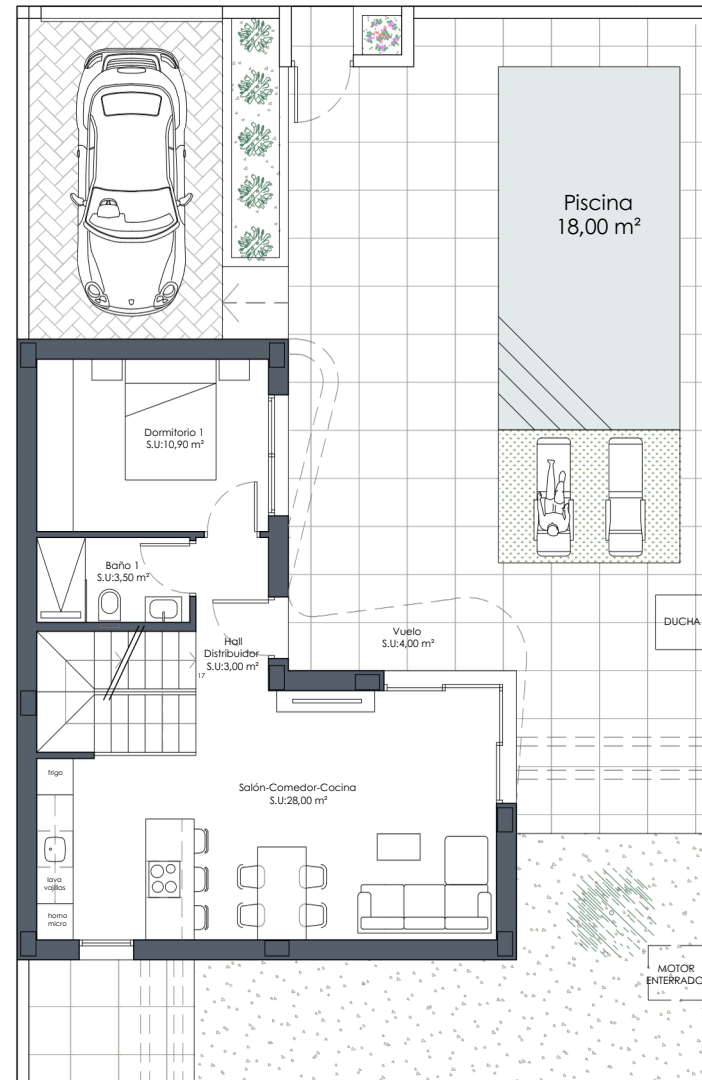 Piscina
18,00 m²
Dormitorio 1
S.U:10,90 m²
Baño 1
S.U:3,50 m²
Hall
Distribuidor
S.U:3,00 m²
17
Vuelo
S.U:4,00 m²
DUCHA
frigo
Salón-Comedor-Cocina
S.U:28,00 m²
lava
vajillas
horno
micro
MOTOR
ENTERRADO